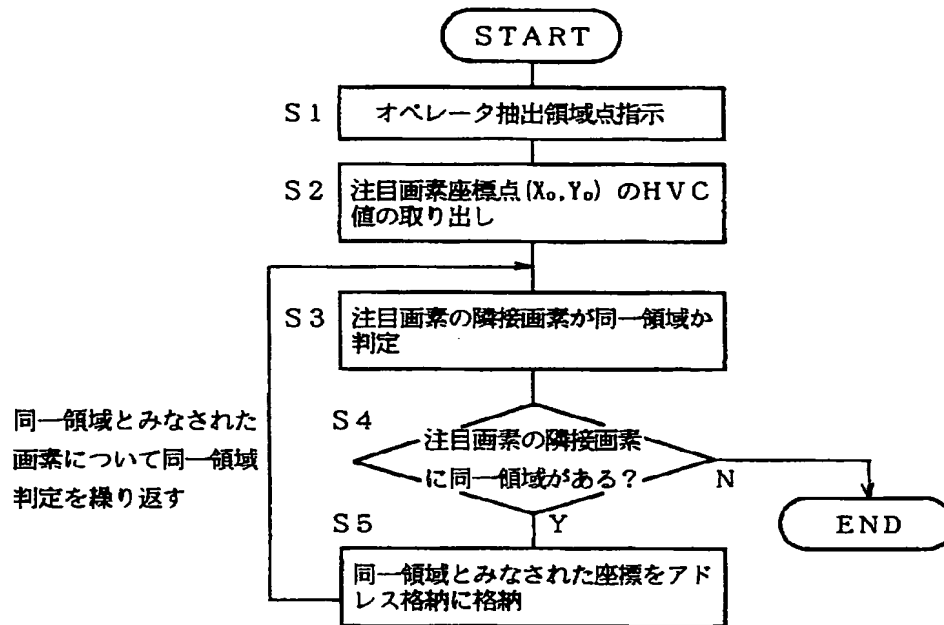 START
S1
オペレータ抽出領域点指示
S2
注目画素座標点(X₀,Y₀)のHVC
値の取り出し
S3
注目画素の隣接画素が同一領域か
判定
同一領域とみなされた
画素について同一領域
判定を繰り返す
S4
注目画素の隣接画素
に同一領域がある?
N
Y
END
S5
同一領域とみなされた座標をアド
レス格納に格納